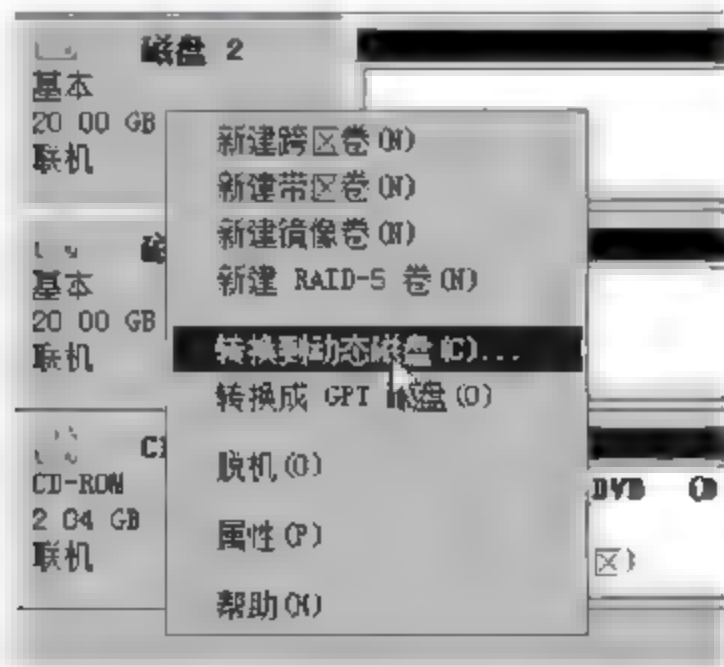 磁盘 2
基本
20 00 GB
联机
新建跨区卷(N)
新建带区卷(N)
新建镜像卷(N)
新建 RAID-5 卷(N)
基本
20 00 GB
联机
转换到动态磁盘(C)...
转换成 GPT 磁盘(O)
CD-ROM
2 04 GB
联机
脱机(O)
属性(P)
帮助(H)
DVD
区)